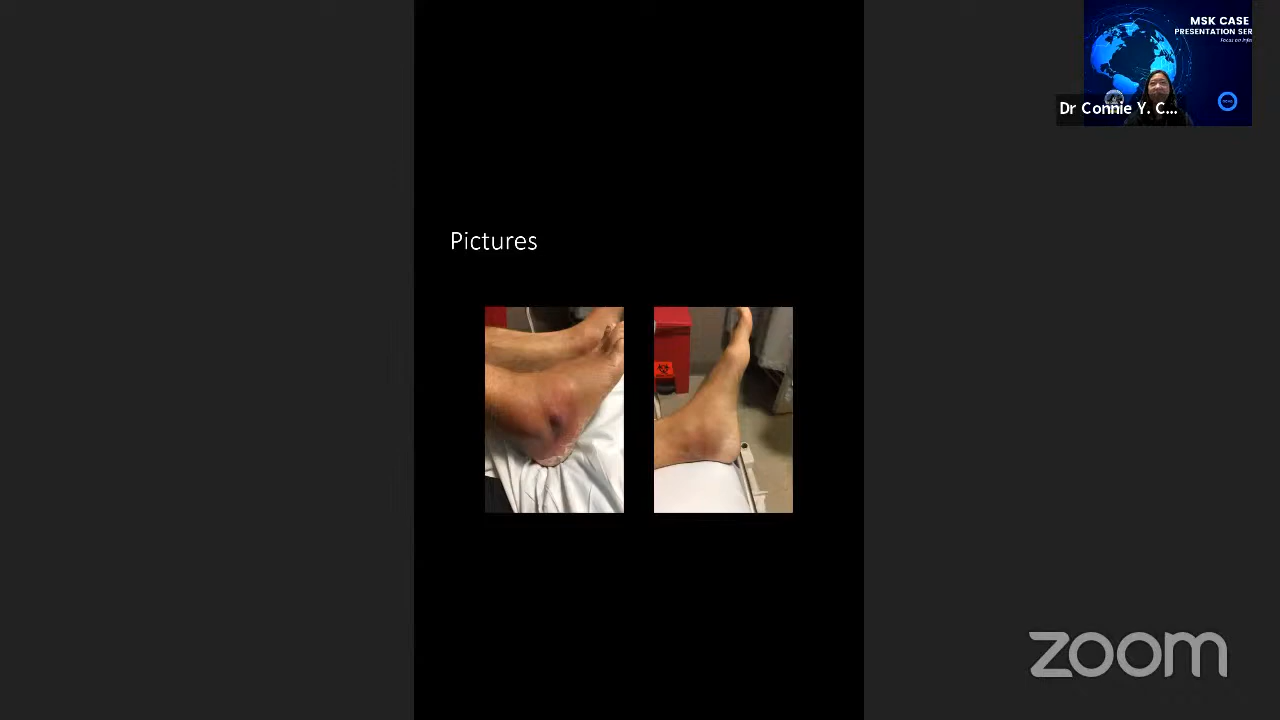 MSK CASE
PRESENTATION SER
Dr Connie Y. C...
Pictures
zoom